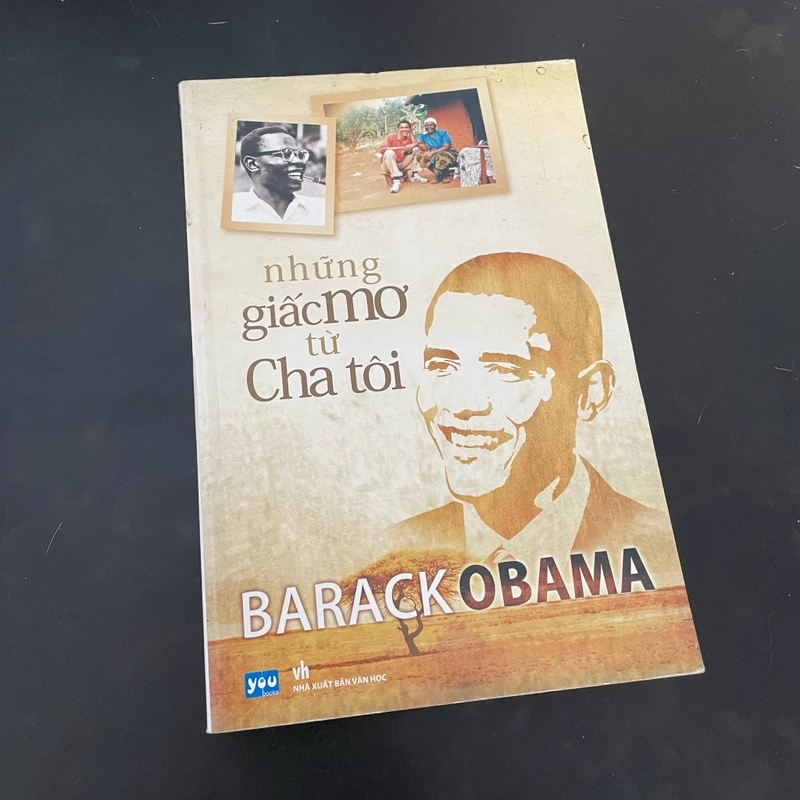 những
giấc mơ
từ
Cha tôi
BARACK OBAMA
you
books
vh
NHÀ XUẤT BẢN VĂN HỌC